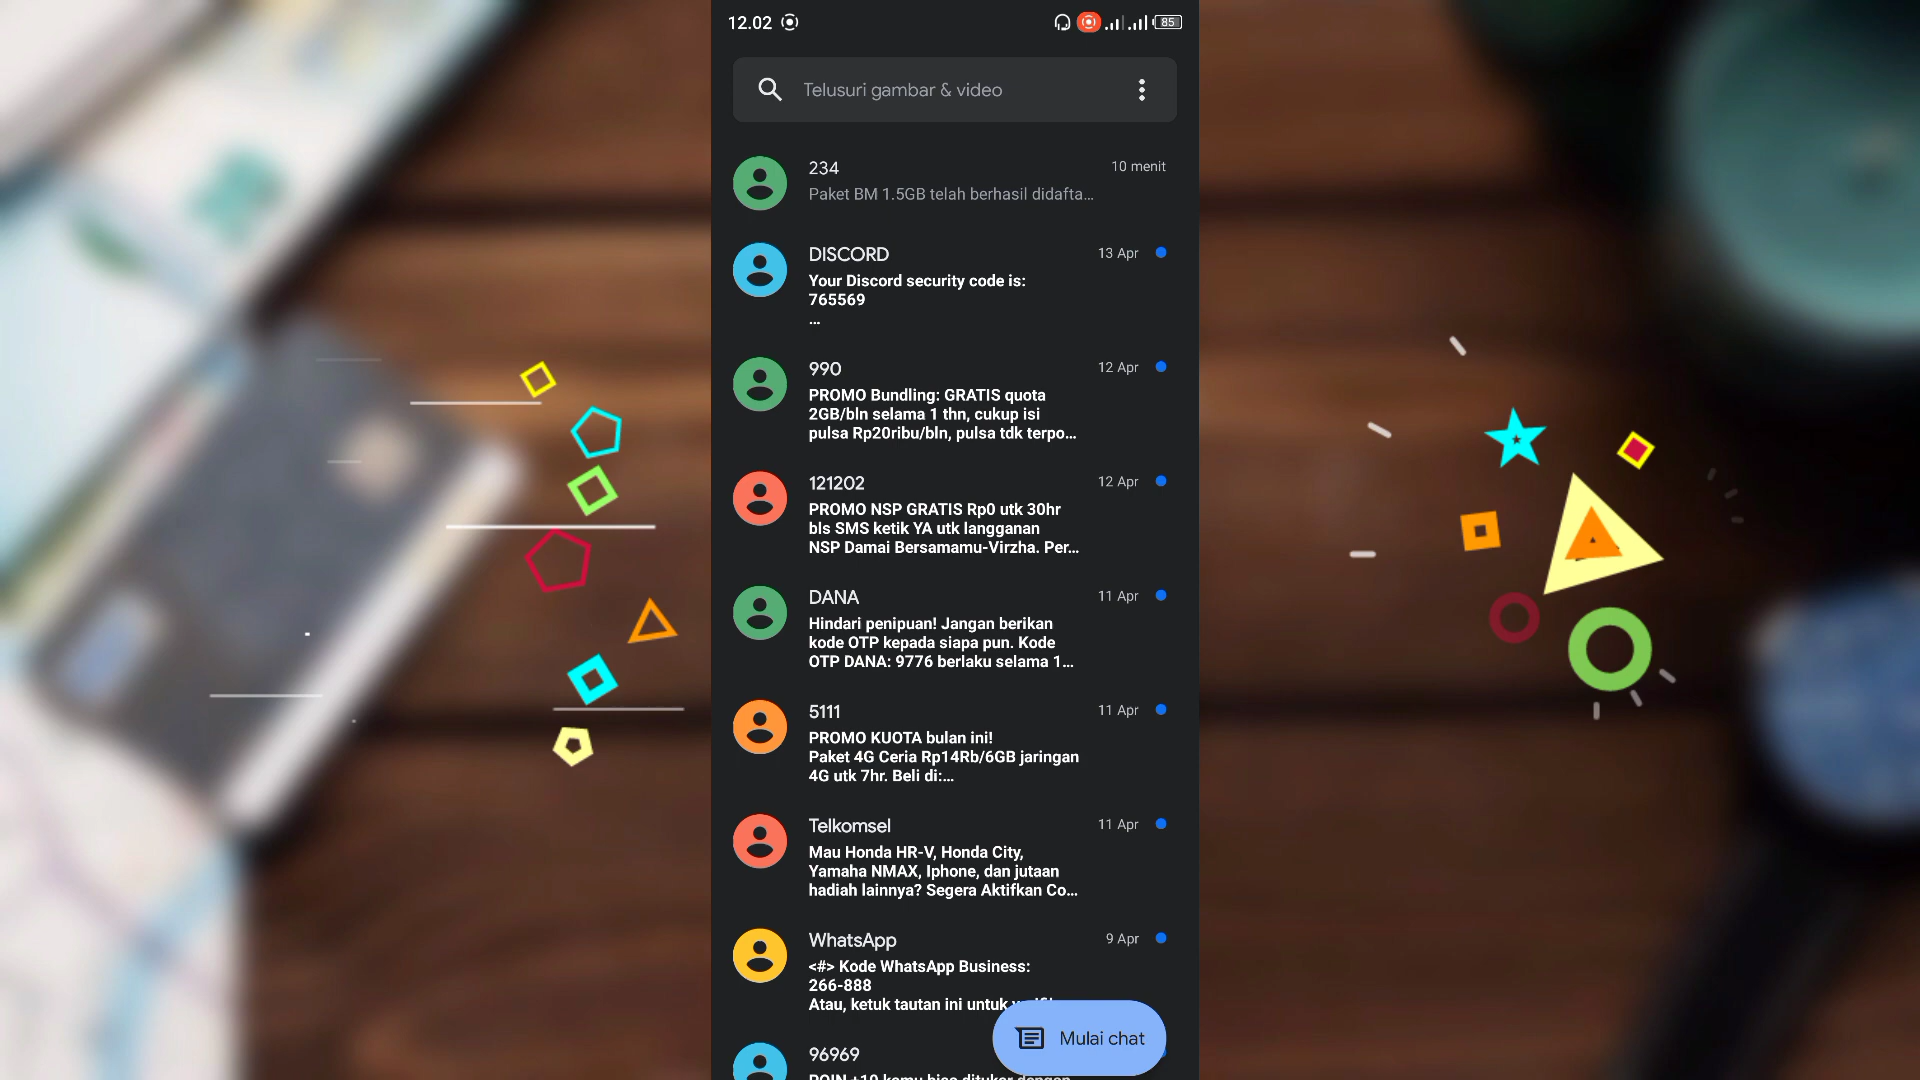 12.02
85
Telusuri gambar & video
234
10 menit
Paket BM 1.5GB telah berhasil didafta...
DISCORD
13 Apr
Your Discord security code is:
765569
...
990
12 Apr
PROMO Bundling: GRATIS quota
2GB/bln selama 1 thn, cukup isi
pulsa Rp20ribu/bln, pulsa tdk terpo...
121202
12 Apr
PROMO NSP GRATIS Rp0 utk 30hr
bls SMS ketik YA utk langganan
NSP Damai Bersamamu-Virzha. Per...
DANA
11 Apr
Hindari penipuan! Jangan berikan
kode OTP kepada siapa pun. Kode
OTP DANA: 9776 berlaku selama 1...
5111
11 Apr
PROMO KUOTA bulan ini!
Paket 4G Ceria Rp14Rb/6GB jaringan
4G utk 7hr. Beli di:...
Telkomsel
11 Apr
Mau Honda HR-V, Honda City,
Yamaha NMAX, Iphone, dan jutaan
hadiah lainnya? Segera Aktifkan Co...
WhatsApp
9 Apr
<#> Kode WhatsApp Business:
266-888
Atau, ketuk tautan ini untuk
Mulai chat
96969
POIN +10 kamu bisa ditukar dengan